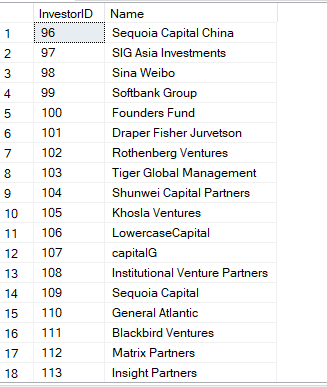 InvestorID Name
1 96 Sequoia Capital China
2 97 SIG Asia Investments
3 98 Sina Weibo
4 99 Softbank Group
5 100 Founders Fund
6 101 Draper Fisher Jurvetson
7 102 Rothenberg Ventures
8 103 Tiger Global Management
9 104 Shunwei Capital Partners
10 105 Khosla Ventures
11 106 LowercaseCapital
12 107 capitalG
13 108 Institutional Venture Partners
14 109 Sequoia Capital
15 110 General Atlantic
16 111 Blackbird Ventures
17 112 Matrix Partners
18 113 Insight Partners